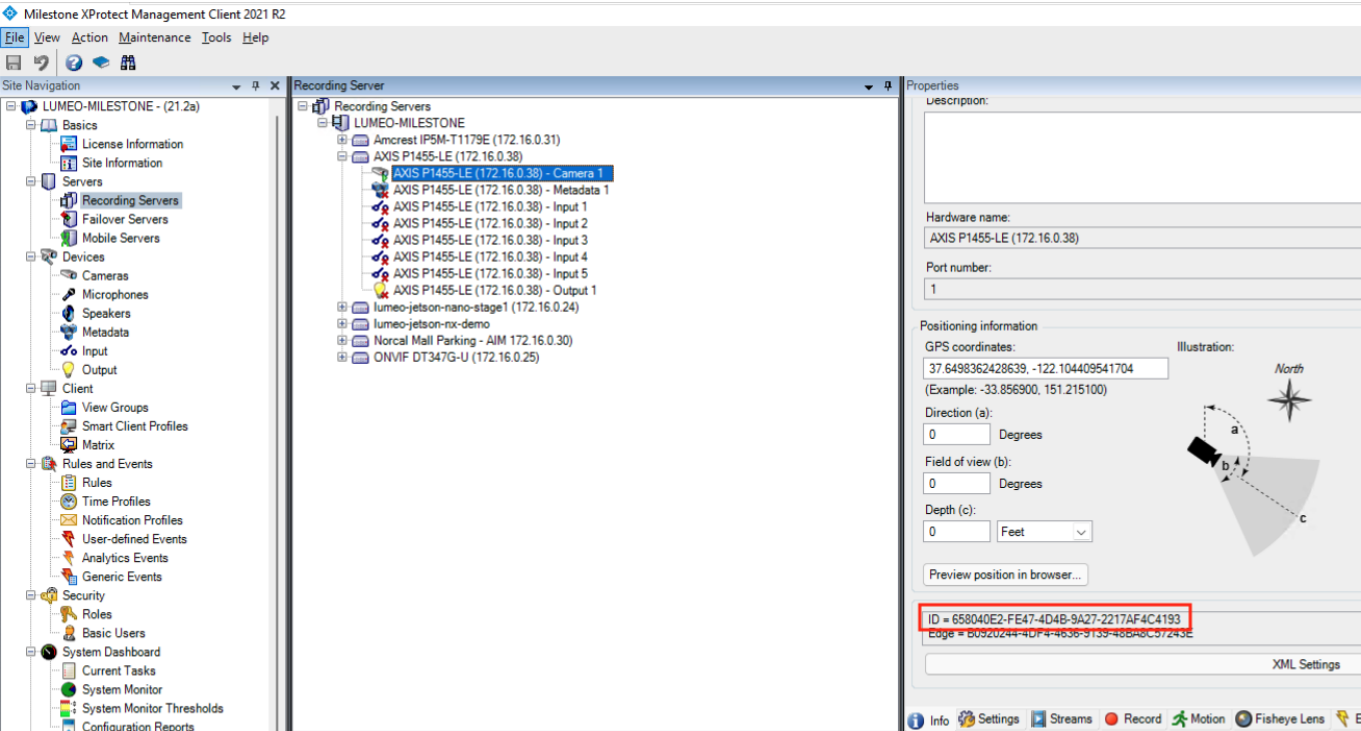 Milestone XProtect Management Client 2021 R2
File View Action Maintenance Tools Help
Site Navigation
LUMEO-MILESTONE - (21.2a)
Basics
License Information
Site Information
Servers
Recording Servers
Failover Servers
Mobile Servers
Devices
Cameras
Microphones
Speakers
Metadata
Input
Output
Client
View Groups
Smart Client Profiles
Matrix
Rules and Events
Rules
Time Profiles
Notification Profiles
User-defined Events
Analytics Events
Generic Events
Security
Roles
Basic Users
System Dashboard
Current Tasks
System Monitor
System Monitor Thresholds
Configuration Reports
Recording Server
Recording Servers
LUMEO-MILESTONE
Amcrest IP5M-T1179E (172.16.0.31)
AXIS P1455-LE (172.16.0.38)
AXIS P1455-LE (172.16.0.38) - Camera 1
AXIS P1455-LE (172.16.0.38) - Metadata 1
AXIS P1455-LE (172.16.0.38) - Input 1
AXIS P1455-LE (172.16.0.38) - Input 2
AXIS P1455-LE (172.16.0.38) - Input 3
AXIS P1455-LE (172.16.0.38) - Input 4
AXIS P1455-LE (172.16.0.38) - Input 5
AXIS P1455-LE (172.16.0.38) - Output 1
lumeo-jetson-nano-stage1 (172.16.0.24)
lumeo-jetson-nx-demo
Norcal Mall Parking - AIM 172.16.0.30)
ONVIF DT347G-U (172.16.0.25)
Properties
Description:
Hardware name:
AXIS P1455-LE (172.16.0.38)
Port number:
1
Positioning information
GPS coordinates:
Illustration:
37.6498362428639, -122.104409541704
North
(Example: -33.856900, 151.215100)
Direction (a):
0 Degrees
a
Field of view (b):
b
0 Degrees
Depth (c):
c
0 Feet
Preview position in browser...
ID = 658040E2-FE47-4D4B-9A27-2217AF4C4193
Edge = B0920244-4DF4-4636-9139-48BA8C57243E
XML Settings
Info Settings Streams Record Motion Fisheye Lens E